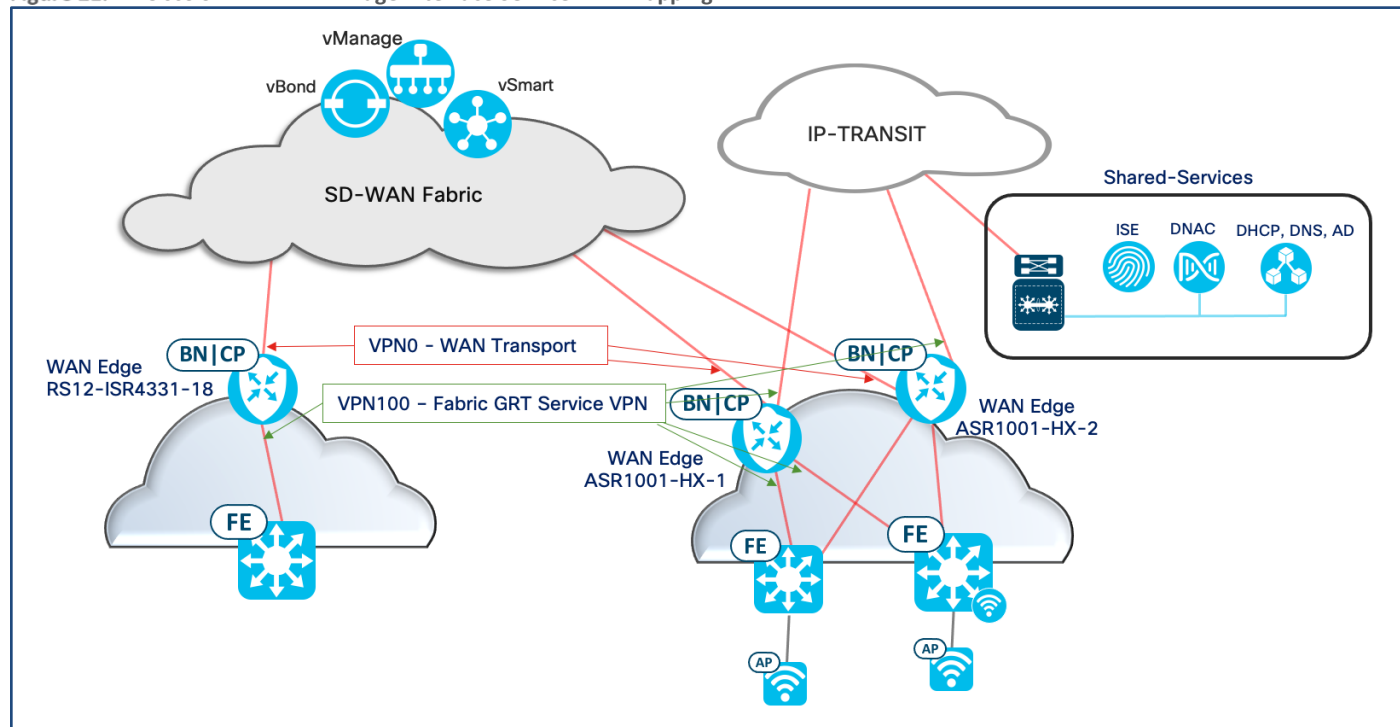 vManage
vBond
vSmart
SD-WAN Fabric
IP-TRANSIT
Shared-Services
ISE
DNAC
DHCP, DNS, AD
BN|CP
WAN Edge
RS12-ISR4331-18
VPN0 - WAN Transport
BN|CP
VPN100 - Fabric GRT Service VPN
BN|CP
WAN Edge
ASR1001-HX-2
WAN Edge
ASR1001-HX-1
FE
FE
FE
AP
AP